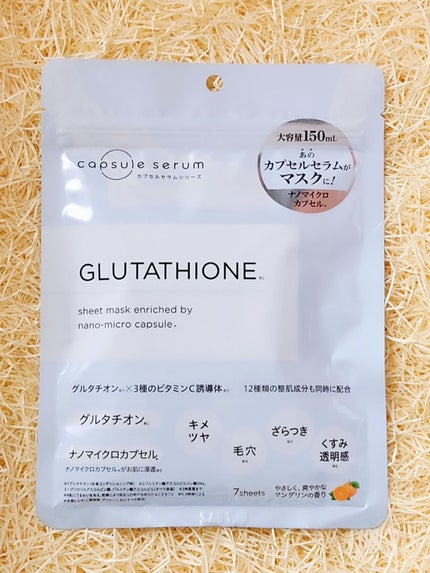 capsule serum
カプセルセラムシリーズ
大容量150mL
あの
カプセルセラムが
マスクに!
ナノマイクロ
カプセル*
GLUTATHIONE※1
sheet mask enriched by
nano-micro capsule*
グルタチオン※1×3種のビタミンC誘導体※2 12種類の整肌成分も同時に配合
グルタチオン※1
キメ
ツヤ
ざらつき
ナノマイクロカプセル*
毛穴
くすみ
透明感
ナノマイクロカプセル*がお肌に浸透
7sheets
やさしく、爽やかな
マンダリンの香り